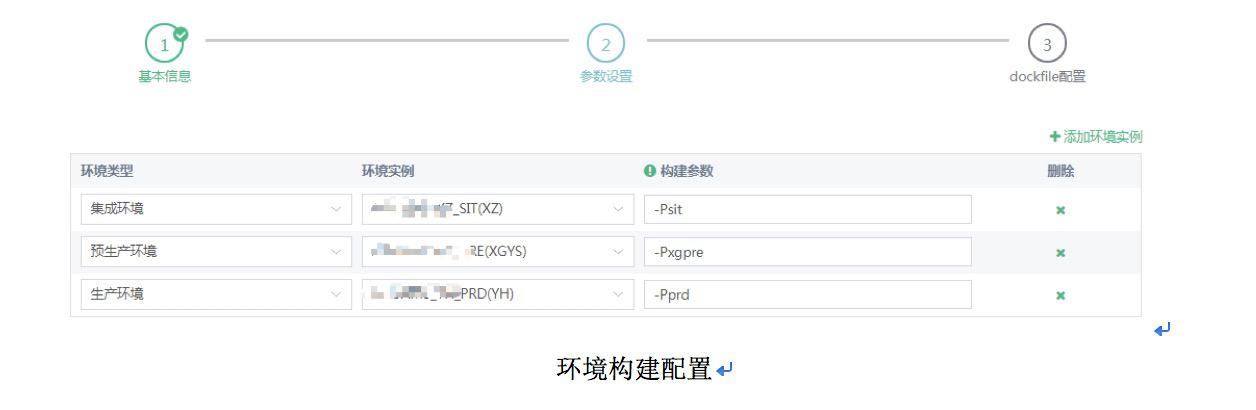 1
2
3
基本信息
参数设置
dockfile配置
添加环境实例
环境类型 环境实例 构建参数 删除
集成环境 _SIT(XZ) -Psit
预生产环境 RE(XGYS) -Pxgpre
生产环境 PRD(YH) -Pprd
环境构建配置